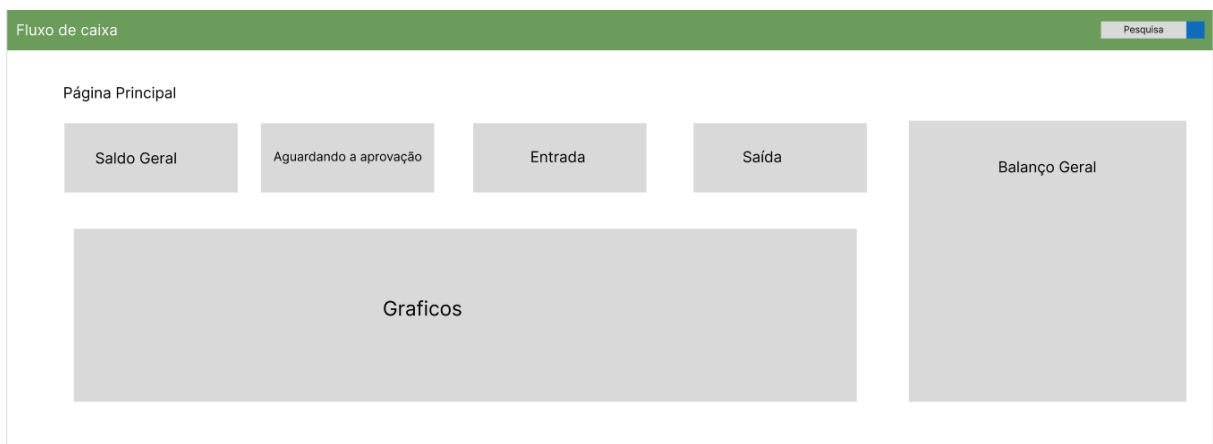 Fluxo de caixa
Pesquisa
Página Principal
Saldo Geral
Aguardando a aprovação
Entrada
Saída
Balanço Geral
Graficos